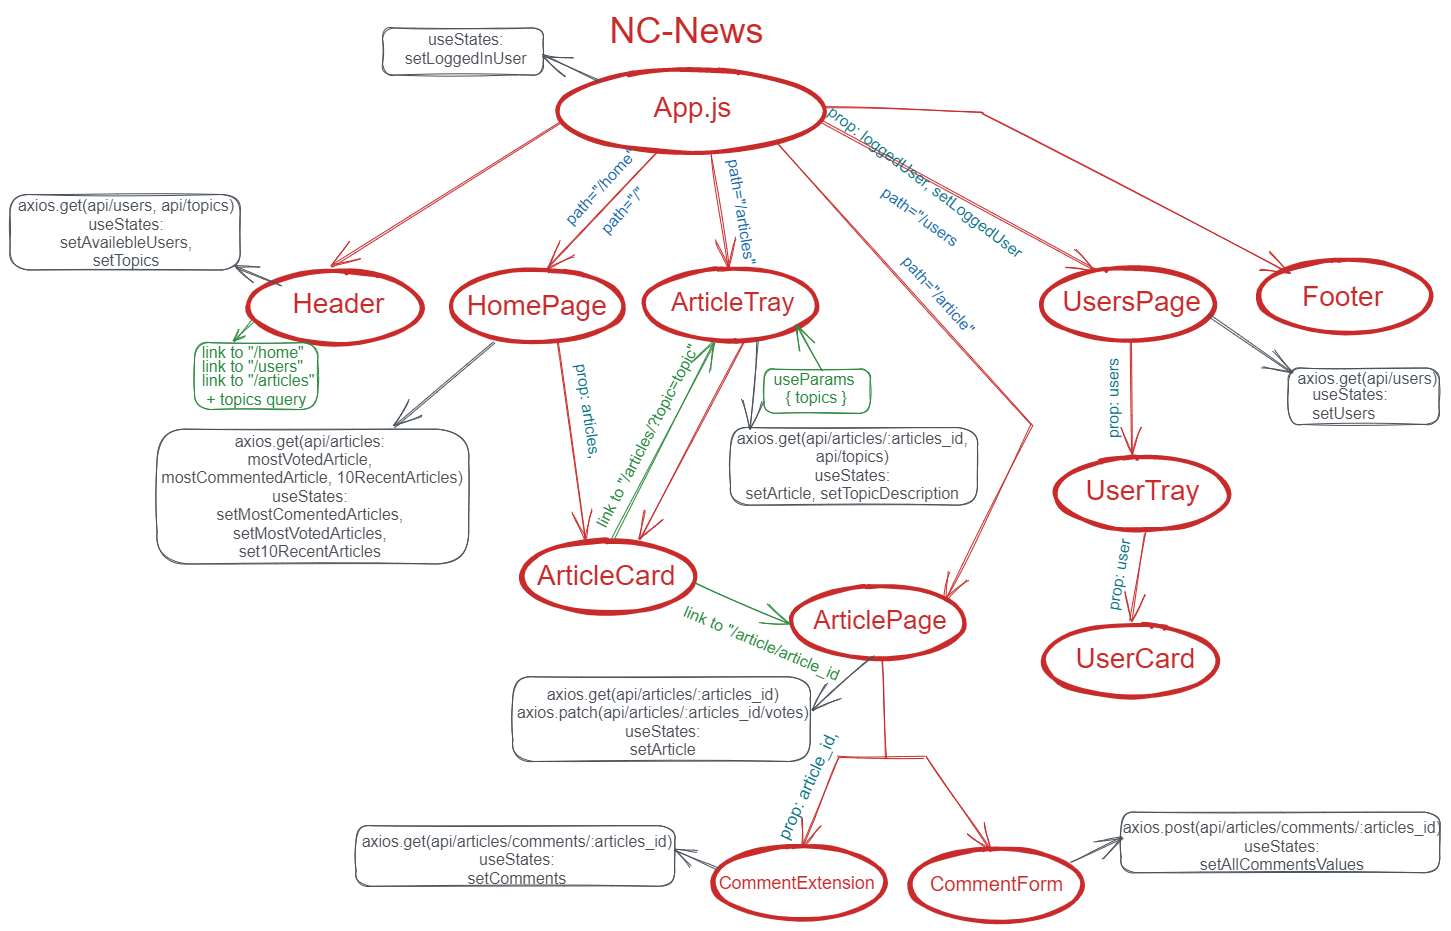 NC-News
useStates:
setLoggedInUser
App.js
path="/home"
path="/"
path="/articles"
prop: loggedUser, setLoggedUser
path="/users
path="/article"
axios.get(api/users, api/topics)
useStates:
setAvailebleUsers,
setTopics
Header
HomePage
ArticleTray
UsersPage
Footer
link to "/home"
link to "/users"
link to "/articles"
+ topics query
prop: articles,
link to "/articles/?topic=topic"
useParams
{ topics }
prop: users
axios.get(api/users)
useStates:
setUsers
axios.get(api/articles:
mostVotedArticle,
mostCommentedArticle, 10RecentArticles)
useStates:
setMostComentedArticles,
setMostVotedArticles,
set10RecentArticles
axios.get(api/articles/:articles_id,
api/topics)
useStates:
setArticle, setTopicDescription
UserTray
prop: user
ArticleCard
link to "/article/article_id
ArticlePage
UserCard
axios.get(api/articles/:articles_id)
axios.patch(api/articles/:articles_id/votes)
useStates:
setArticle
prop: article_id,
axios.get(api/articles/comments/:articles_id)
useStates:
setComments
CommentExtension
CommentForm
axios.post(api/articles/comments/:articles_id)
useStates:
setAllCommentsValues